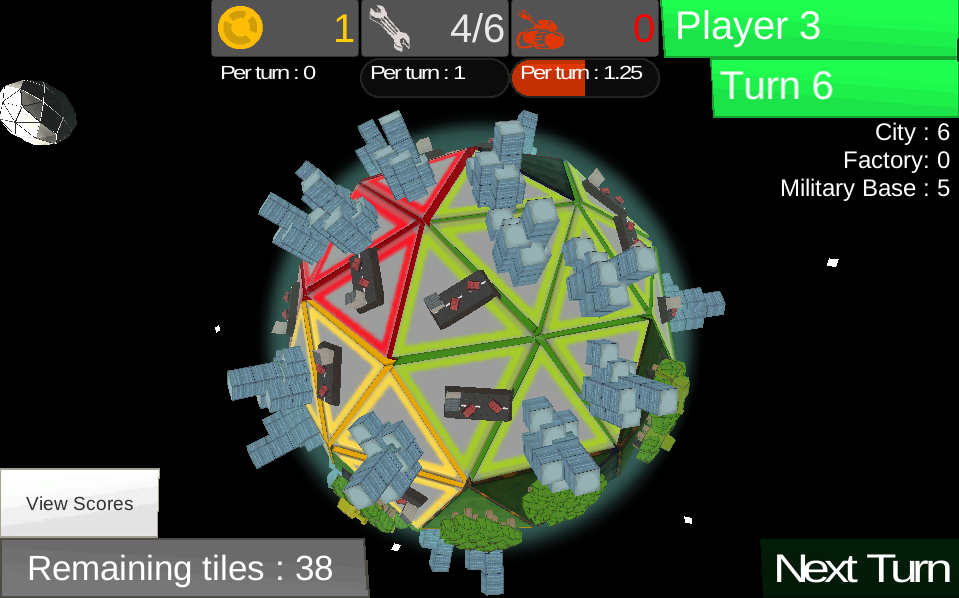 1
4/6
0
Player 3
Per turn : 0
Per turn : 1
Per turn : 1.25
Turn 6
City : 6
Factory: 0
Military Base : 5
View Scores
Remaining tiles : 38
Next Turn